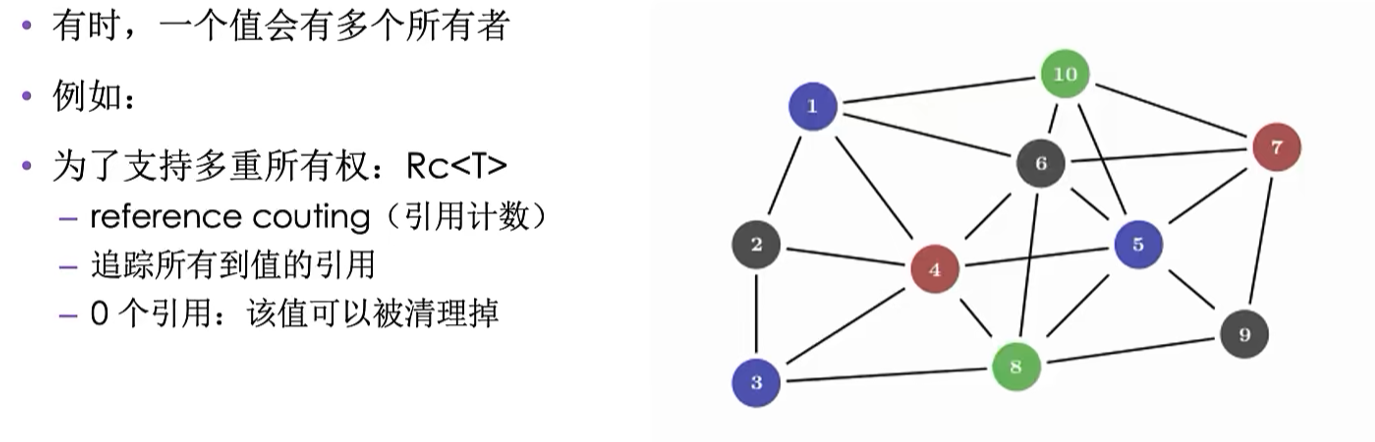 • 有时，一个值会有多个所有者
• 例如：
• 为了支持多重所有权：Rc<T>
– reference couting（引用计数）
– 追踪所有到值的引用
– 0 个引用：该值可以被清理掉
10
1
7
6
2
5
4
9
8
3